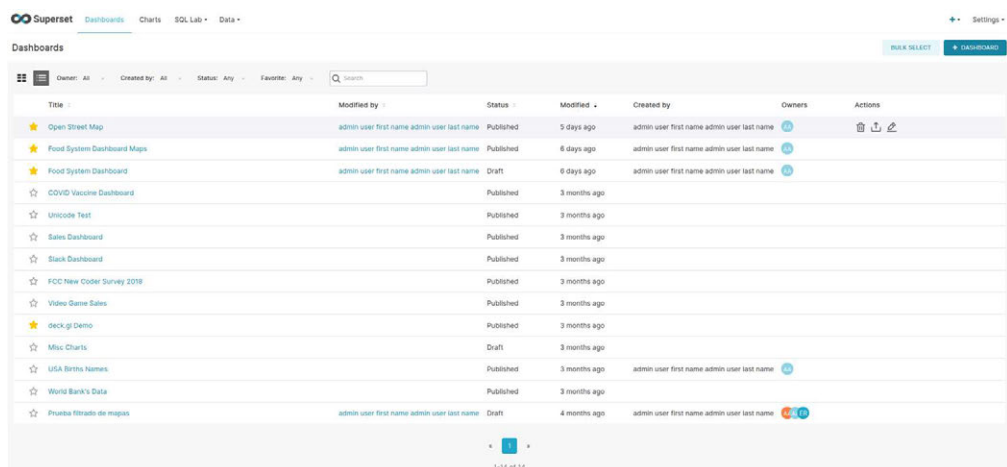 Superset Dashboards Charts SQL Lab Data Settings
Dashboards BULK SELECT + DASHBOARD
Owner: All Created by: All Status: Any Favorite: Any Search
Title Modified by Status Modified Created by Owners Actions
Open Street Map admin user first name admin user last name Published 5 days ago admin user first name admin user last name AA
Food System Dashboard Maps admin user first name admin user last name Published 6 days ago admin user first name admin user last name AA
Food System Dashboard admin user first name admin user last name Draft 6 days ago admin user first name admin user last name AA
COVID Vaccine Dashboard Published 3 months ago
Unicode Test Published 3 months ago
Sales Dashboard Published 3 months ago
Slack Dashboard Published 3 months ago
FCC New Coder Survey 2018 Published 3 months ago
Video Game Sales Published 3 months ago
deck.gl Demo Published 3 months ago
Misc Charts Draft 3 months ago
USA Births Names Published 3 months ago admin user first name admin user last name AA
World Bank's Data Published 3 months ago
Prueba filtrado de mapas admin user first name admin user last name Draft 4 months ago admin user first name admin user last name ER
« 1 »
1-14 of 14